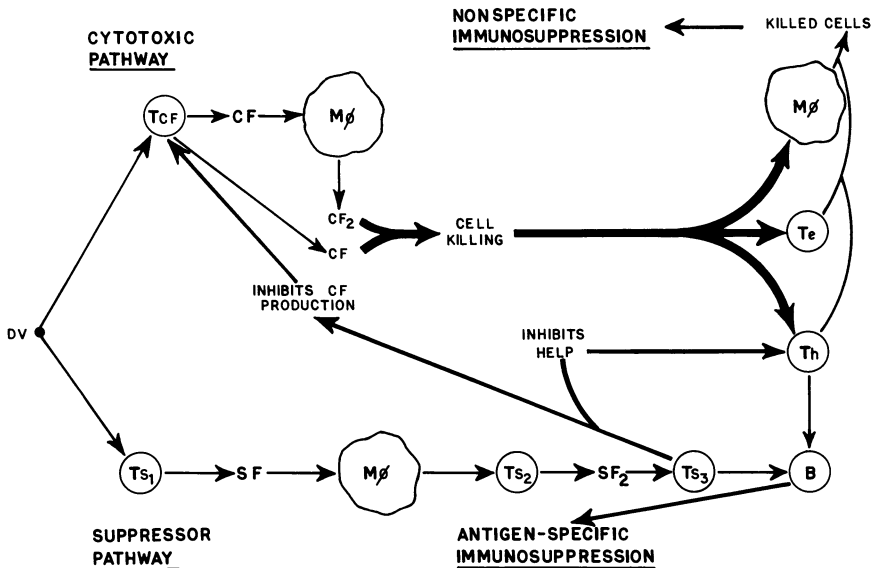 NONSPECIFIC
IMMUNOSUPPRESSION
KILLED CELLS
CYTOTOXIC
PATHWAY
TCF
CF
Mø
Mø
CF2
CF
CELL
KILLING
Te
INHIBITS CF
PRODUCTION
DV
INHIBITS
HELP
Th
TS1
SF
Mø
TS2
SF2
TS3
B
SUPPRESSOR
PATHWAY
ANTIGEN-SPECIFIC
IMMUNOSUPPRESSION